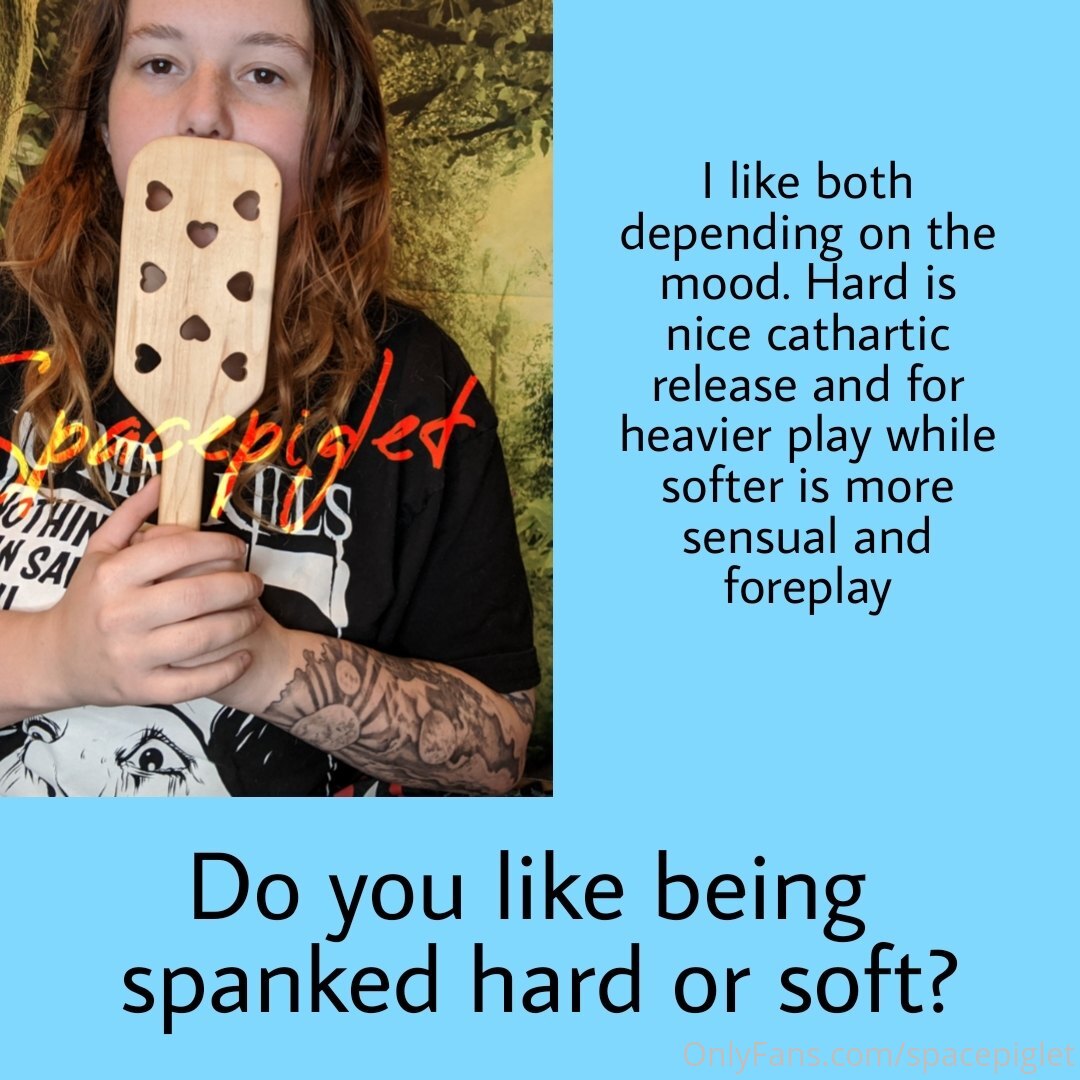 I like both
depending on the
mood. Hard is
nice cathartic
release and for
heavier play while
softer is more
sensual and
foreplay
Spacepiglet
Do you like being
spanked hard or soft?
OnlyFans.com/spacepiglet